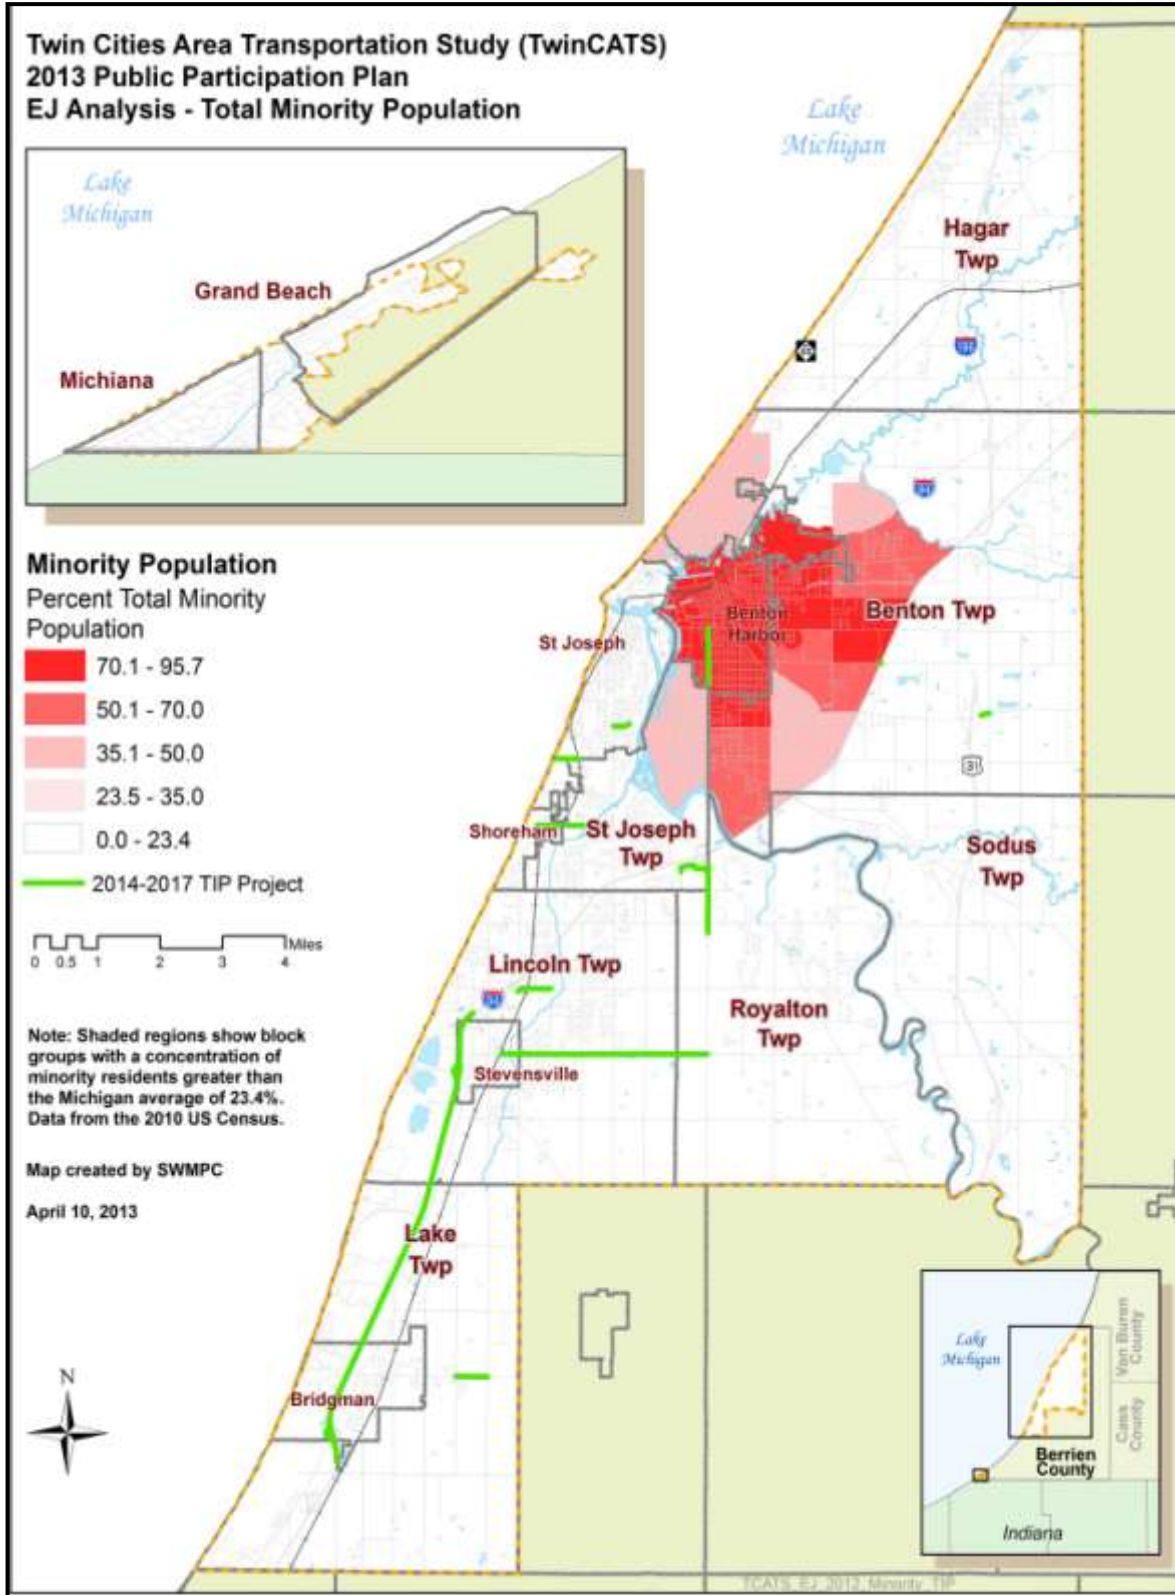 Twin Cities Area Transportation Study (TwinCATS)
2013 Public Participation Plan
EJ Analysis - Total Minority Population
Lake
Michigan
Grand Beach
Michiana
Lake
Michigan
Hagar
Twp
63
196
94
Minority Population
Percent Total Minority
Population
70.1 - 95.7
50.1 - 70.0
35.1 - 50.0
23.5 - 35.0
0.0 - 23.4
2014-2017 TIP Project
Miles
0 0.5 1 2 3 4
Benton
Harbor
Benton Twp
St Joseph
31
Shoreham
St Joseph
Twp
Sodus
Twp
Lincoln Twp
94
Royalton
Twp
Stevensville
Note: Shaded regions show block
groups with a concentration of
minority residents greater than
the Michigan average of 23.4%.
Data from the 2010 US Census.
Map created by SWMPC
April 10, 2013
Lake
Twp
Bridgman
N
Lake
Michigan
Van Buren
County
Cass
County
Berrien
County
Indiana
TCATS_EJ_2012_Minority_TIP